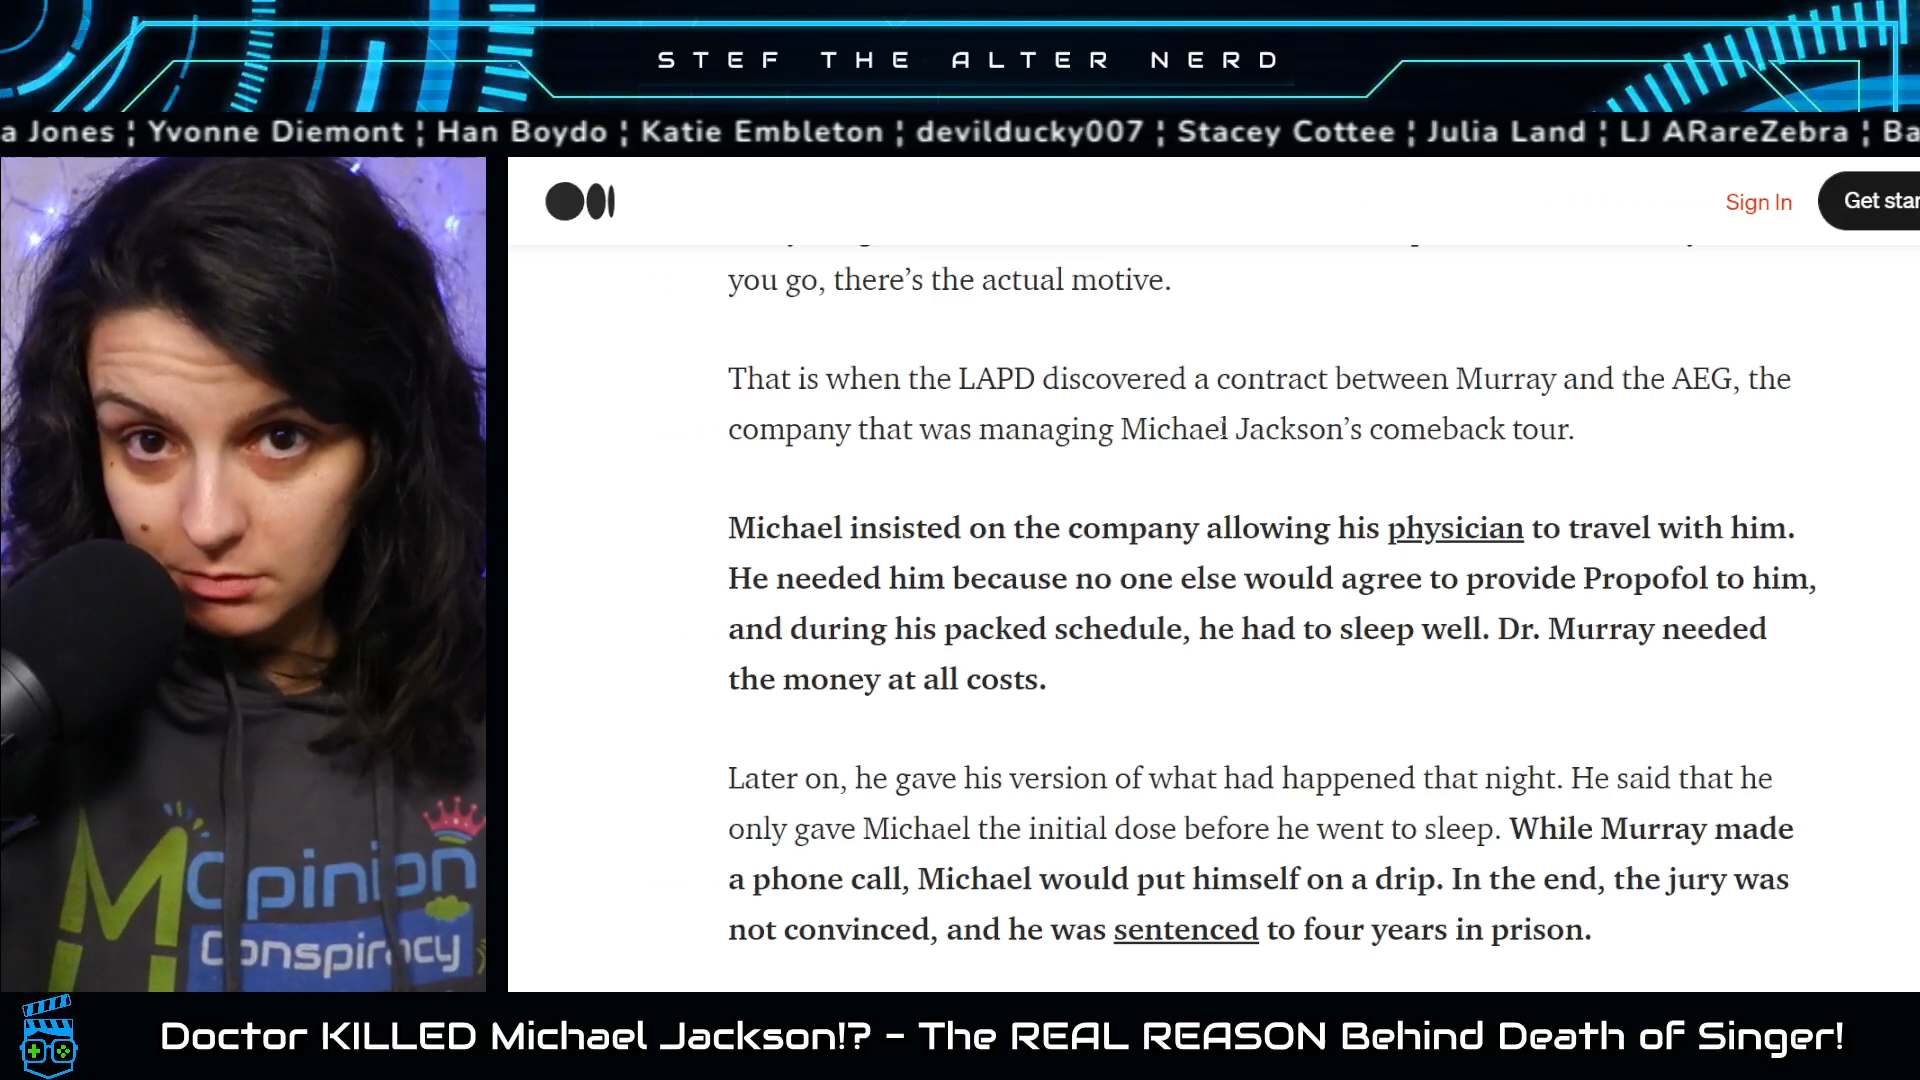 STEF THE ALTER NERD
a Jones ¦ Yvonne Diemont ¦ Han Boydo ¦ Katie Embleton ¦ devilducky007 ¦ Stacey Cottee ¦ Julia Land ¦ LJ ARareZebra ¦ Ba
Sign In
Get star
you go, there’s the actual motive.
That is when the LAPD discovered a contract between Murray and the AEG, the
company that was managing Michael Jackson’s comeback tour.
Michael insisted on the company allowing his physician to travel with him.
He needed him because no one else would agree to provide Propofol to him,
and during his packed schedule, he had to sleep well. Dr. Murray needed
the money at all costs.
Later on, he gave his version of what had happened that night. He said that he
only gave Michael the initial dose before he went to sleep. While Murray made
a phone call, Michael would put himself on a drip. In the end, the jury was
not convinced, and he was sentenced to four years in prison.
Opinion
Conspiracy
Doctor KILLED Michael Jackson!? - The REAL REASON Behind Death of Singer!